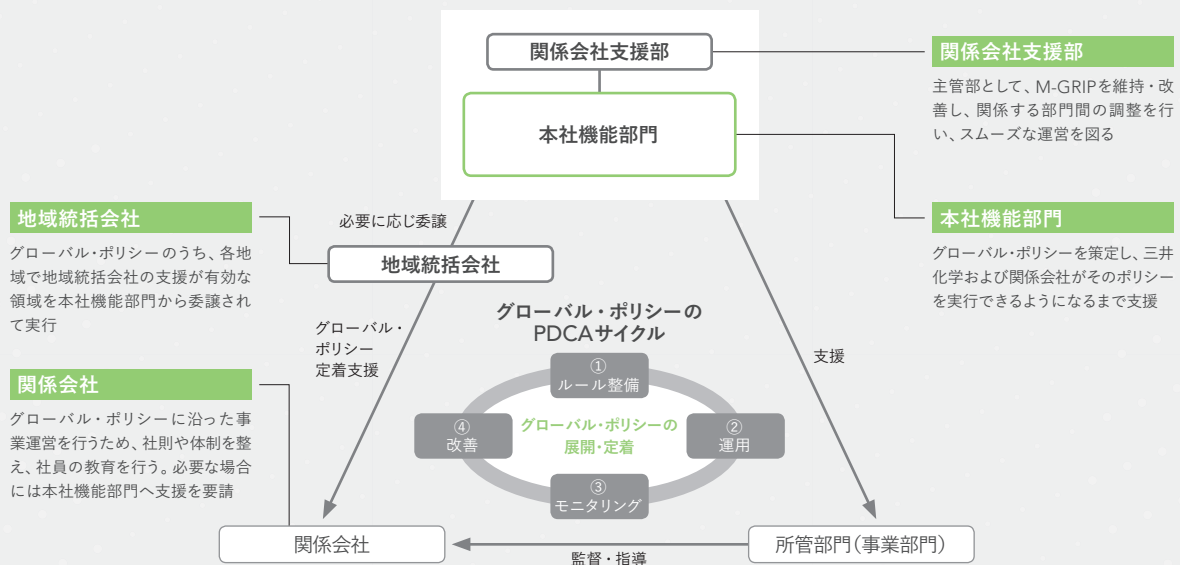 関係会社支援部
本社機能部門
関係会社支援部
主管部として、M-GRIPを維持・改
善し、関係する部門間の調整を行
い、スムーズな運営を図る
本社機能部門
グローバル・ポリシーを策定し、三井
化学および関係会社がそのポリシー
を実行できるようになるまで支援
地域統括会社
グローバル・ポリシーのうち、各地
域で地域統括会社の支援が有効な
領域を本社機能部門から委譲され
て実行
関係会社
グローバル・ポリシーに沿った事
業運営を行うため、社則や体制を整
え、社員の教育を行う。必要な場合
には本社機能部門へ支援を要請
必要に応じ委譲
地域統括会社
グローバル・
ポリシー
定着支援
グローバル・ポリシーの
PDCAサイクル
①
ルール整備
②
運用
③
モニタリング
④
改善
グローバル・ポリシーの
展開・定着
支援
関係会社
監督・指導
所管部門(事業部門)